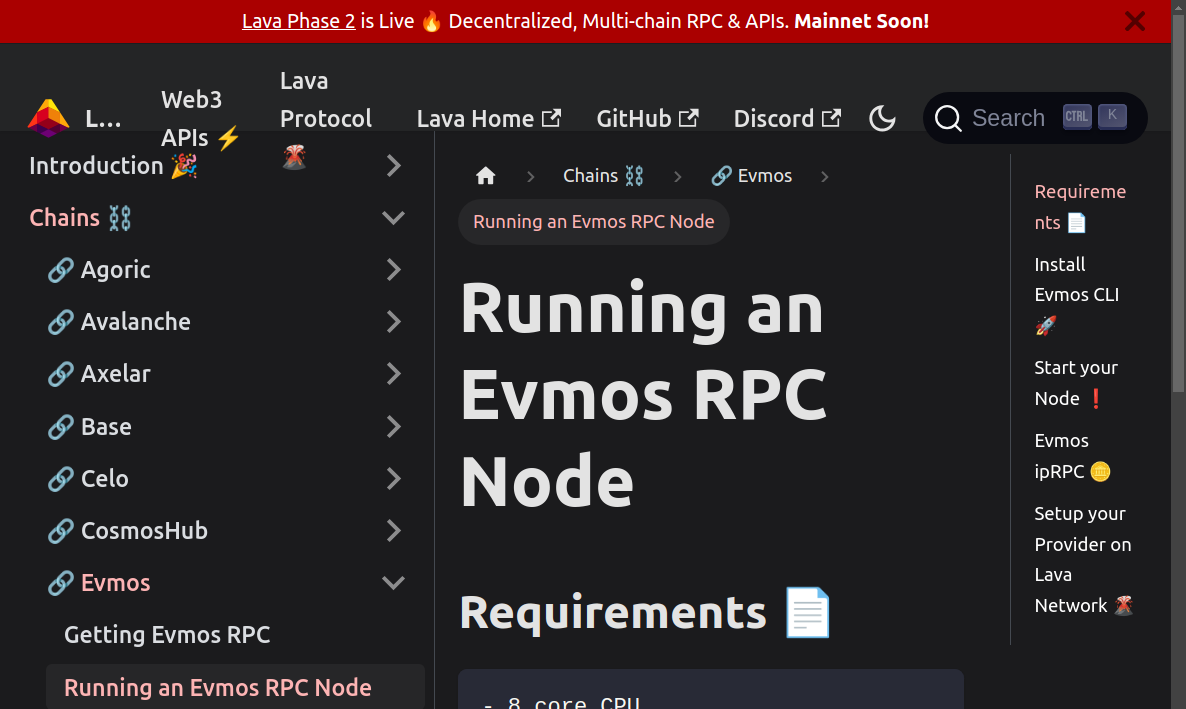 Lava Phase 2 is Live 🔥 Decentralized, Multi-chain RPC & APIs. Mainnet Soon!
L...
Web3
APIs ⚡
Lava
Protocol
🌋
Lava Home
GitHub
Discord
Search
CTRL
K
Introduction 🎉
Chains ⛓️
🔗 Agoric
🔗 Avalanche
🔗 Axelar
🔗 Base
🔗 Celo
🔗 CosmosHub
🔗 Evmos
Getting Evmos RPC
Running an Evmos RPC Node
Chains ⛓️
🔗 Evmos
Running an Evmos RPC Node
Running an
Evmos RPC
Node
Requirements 📄
- 8 core CPU
Requireme
nts 📄
Install
Evmos CLI
🚀
Start your
Node ❗
Evmos
ipRPC 🪙
Setup your
Provider on
Lava
Network 🌋